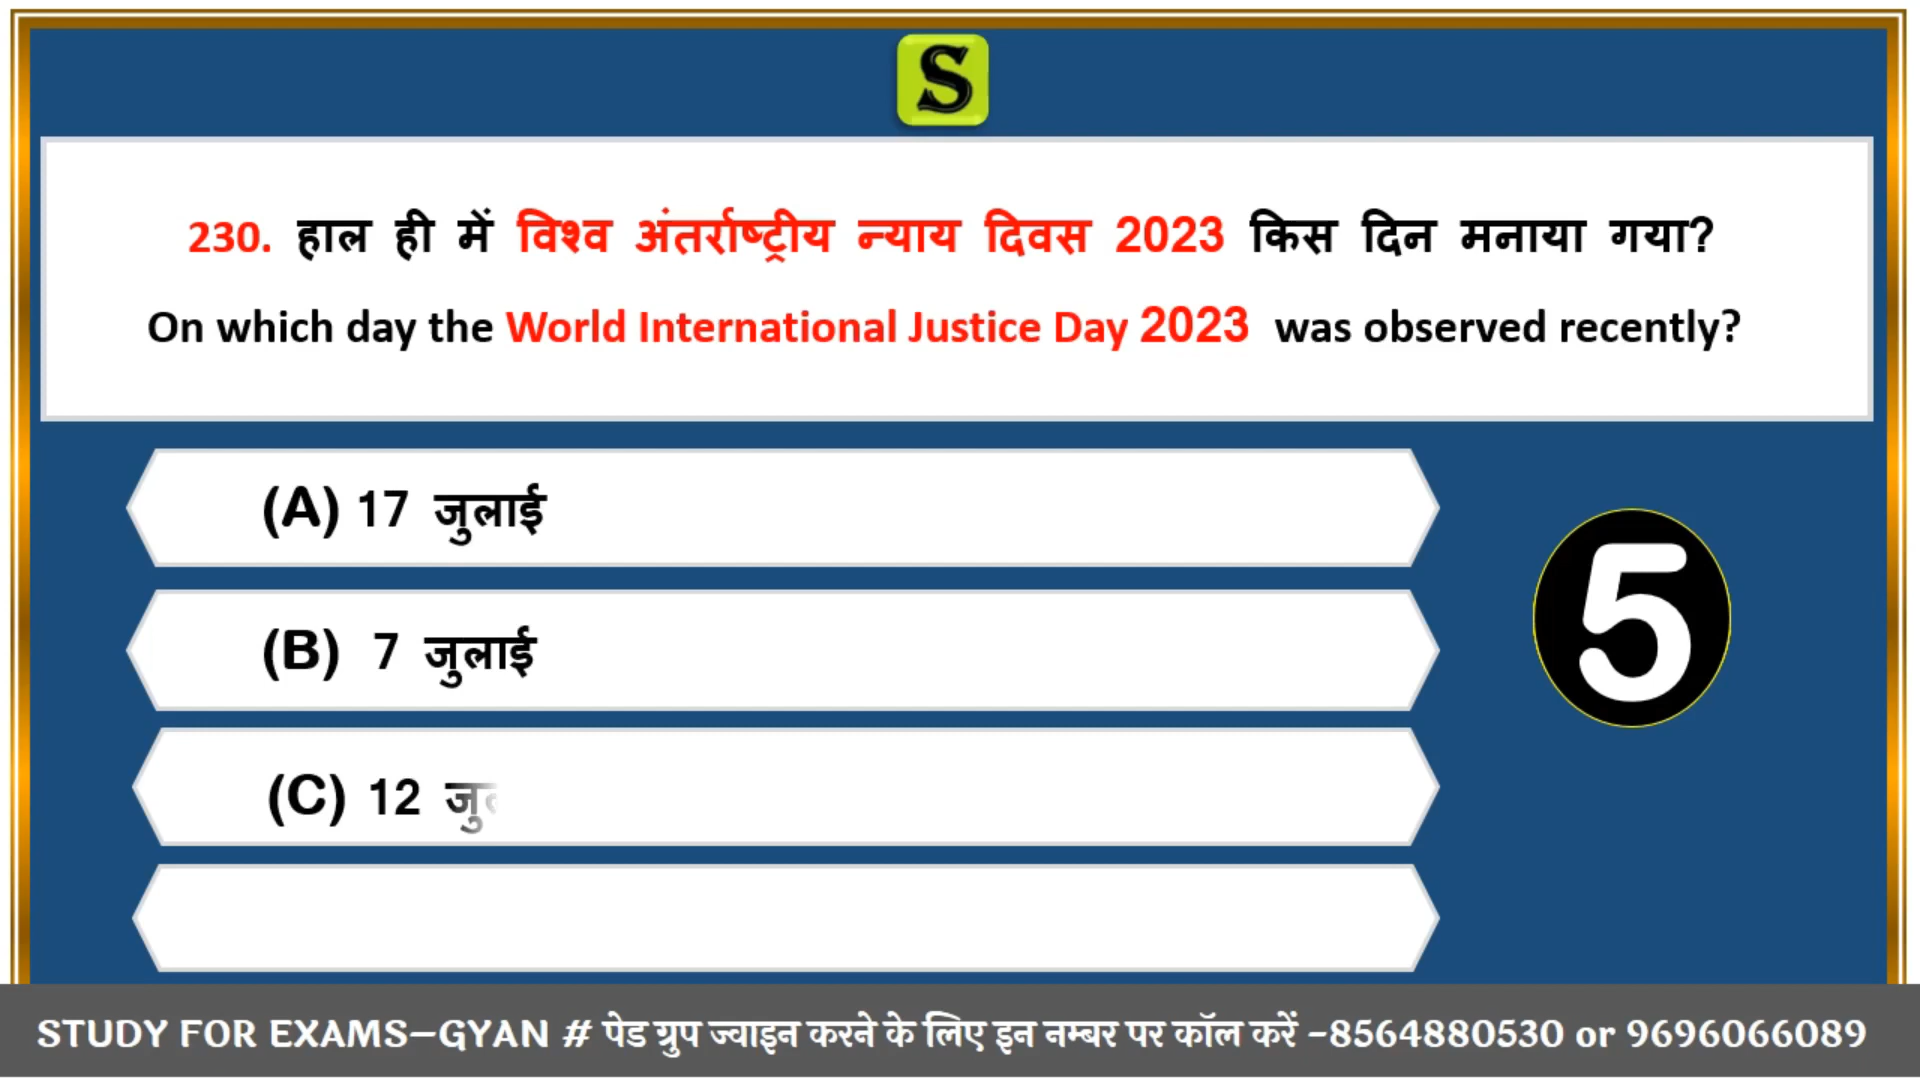 S
230. हाल ही में विश्व अंतर्राष्ट्रीय न्याय दिवस 2023 किस दिन मनाया गया?
On which day the World International Justice Day 2023 was observed recently?
(A) 17 जुलाई
(B) 7 जुलाई
5
(C) 12
STUDY FOR EXAMS–GYAN # पेड ग्रुप ज्वाइन करने के लिए इन नम्बर पर कॉल करें -8564880530 or 9696066089